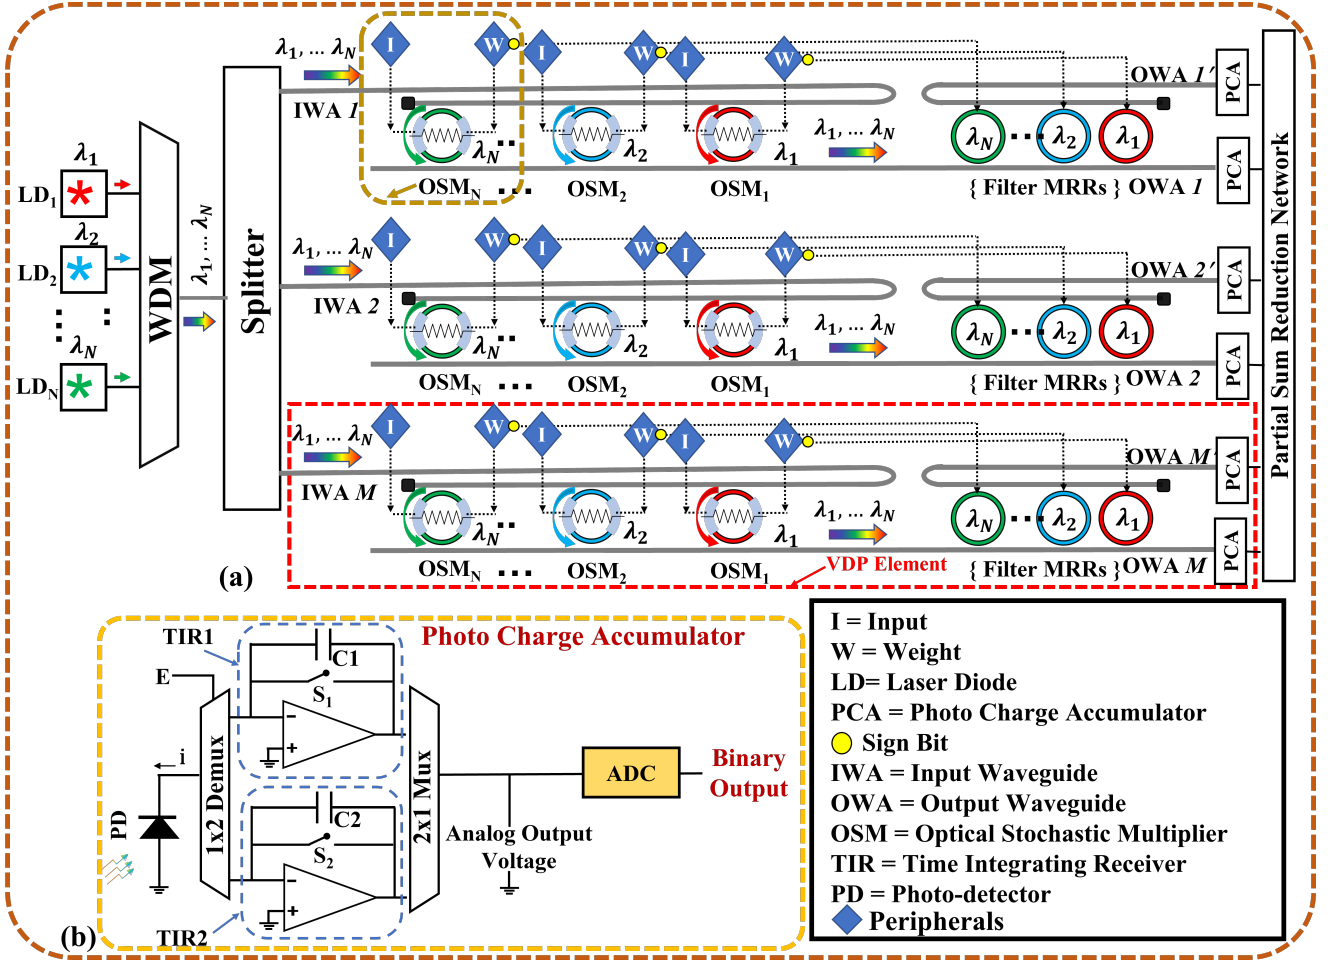 λ1, ... λN
I
W
I
W
I
W
OWA 1′
PCA
IWA 1
λN
λ2
λ1
λ1, ... λN
λN
λ2
λ1
OSMN
OSM2
OSM1
{ Filter MRRs }
OWA 1
PCA
λ1
LD1
λ2
LD2
λN
LDN
WDM
λ1, ... λN
Splitter
λ1, ... λN
I
W
I
W
I
W
OWA 2′
PCA
IWA 2
λN
λ2
λ1
λ1, ... λN
λN
λ2
λ1
OSMN
OSM2
OSM1
{ Filter MRRs }
OWA 2
PCA
λ1, ... λN
I
W
I
W
I
W
OWA M′
PCA
IWA M
λN
λ2
λ1
λ1, ... λN
λN
λ2
λ1
OSMN
OSM2
OSM1
{ Filter MRRs }
OWA M
PCA
VDP Element
Partial Sum Reduction Network
(a)
TIR1
Photo Charge Accumulator
E
C1
S1
−
+
i
PD
1x2 Demux
2x1 Mux
ADC
Binary
Output
C2
S2
−
+
Analog Output
Voltage
TIR2
(b)
I = Input
W = Weight
LD= Laser Diode
PCA = Photo Charge Accumulator
Sign Bit
IWA = Input Waveguide
OWA = Output Waveguide
OSM = Optical Stochastic Multiplier
TIR = Time Integrating Receiver
PD = Photo-detector
Peripherals